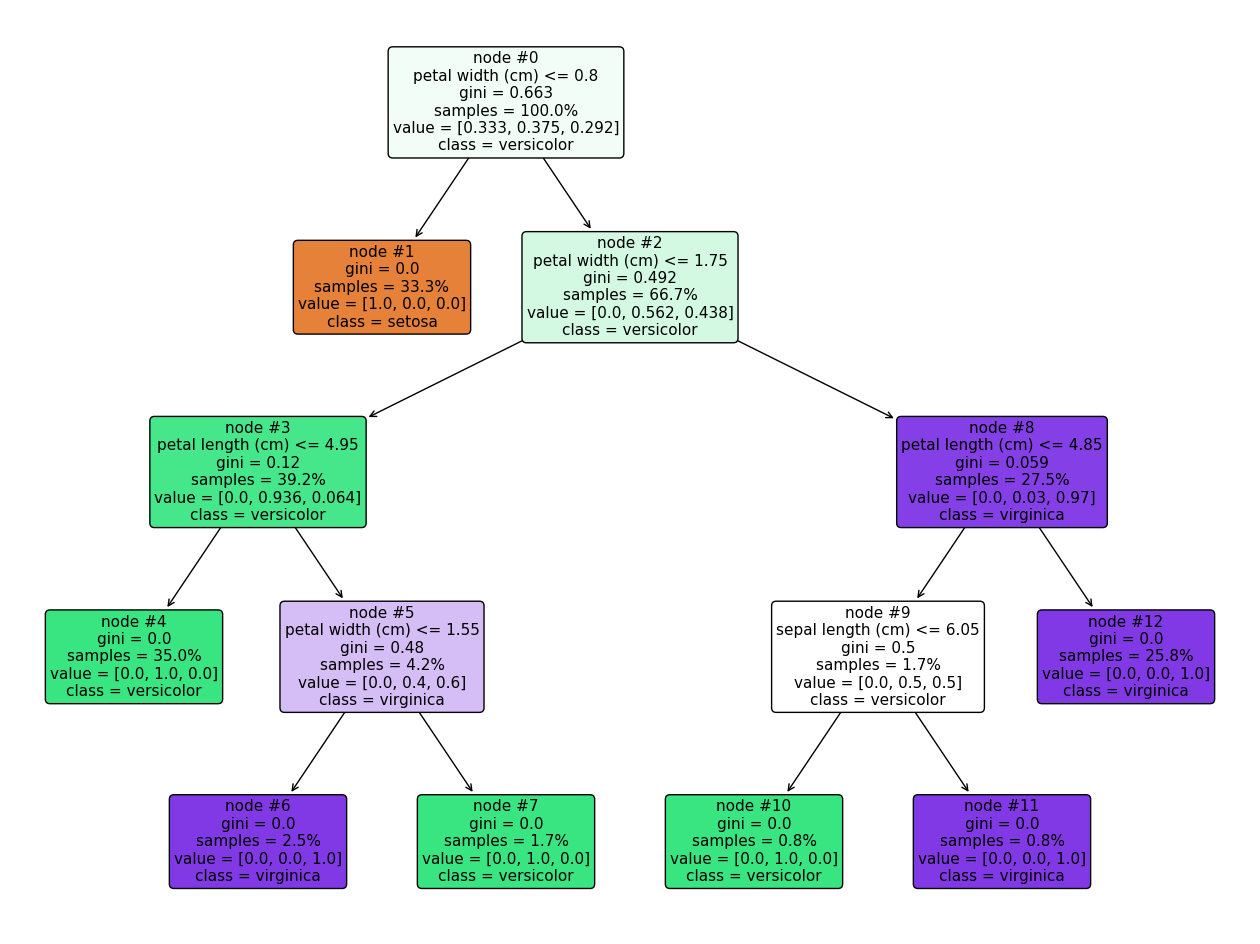 node #0
petal width (cm) <= 0.8
gini = 0.663
samples = 100.0%
value = [0.333, 0.375, 0.292]
class = versicolor
node #1
gini = 0.0
samples = 33.3%
value = [1.0, 0.0, 0.0]
class = setosa
node #2
petal width (cm) <= 1.75
gini = 0.492
samples = 66.7%
value = [0.0, 0.562, 0.438]
class = versicolor
node #3
petal length (cm) <= 4.95
gini = 0.12
samples = 39.2%
value = [0.0, 0.936, 0.064]
class = versicolor
node #8
petal length (cm) <= 4.85
gini = 0.059
samples = 27.5%
value = [0.0, 0.03, 0.97]
class = virginica
node #4
gini = 0.0
samples = 35.0%
value = [0.0, 1.0, 0.0]
class = versicolor
node #5
petal width (cm) <= 1.55
gini = 0.48
samples = 4.2%
value = [0.0, 0.4, 0.6]
class = virginica
node #9
sepal length (cm) <= 6.05
gini = 0.5
samples = 1.7%
value = [0.0, 0.5, 0.5]
class = versicolor
node #12
gini = 0.0
samples = 25.8%
value = [0.0, 0.0, 1.0]
class = virginica
node #6
gini = 0.0
samples = 2.5%
value = [0.0, 0.0, 1.0]
class = virginica
node #7
gini = 0.0
samples = 1.7%
value = [0.0, 1.0, 0.0]
class = versicolor
node #10
gini = 0.0
samples = 0.8%
value = [0.0, 1.0, 0.0]
class = versicolor
node #11
gini = 0.0
samples = 0.8%
value = [0.0, 0.0, 1.0]
class = virginica